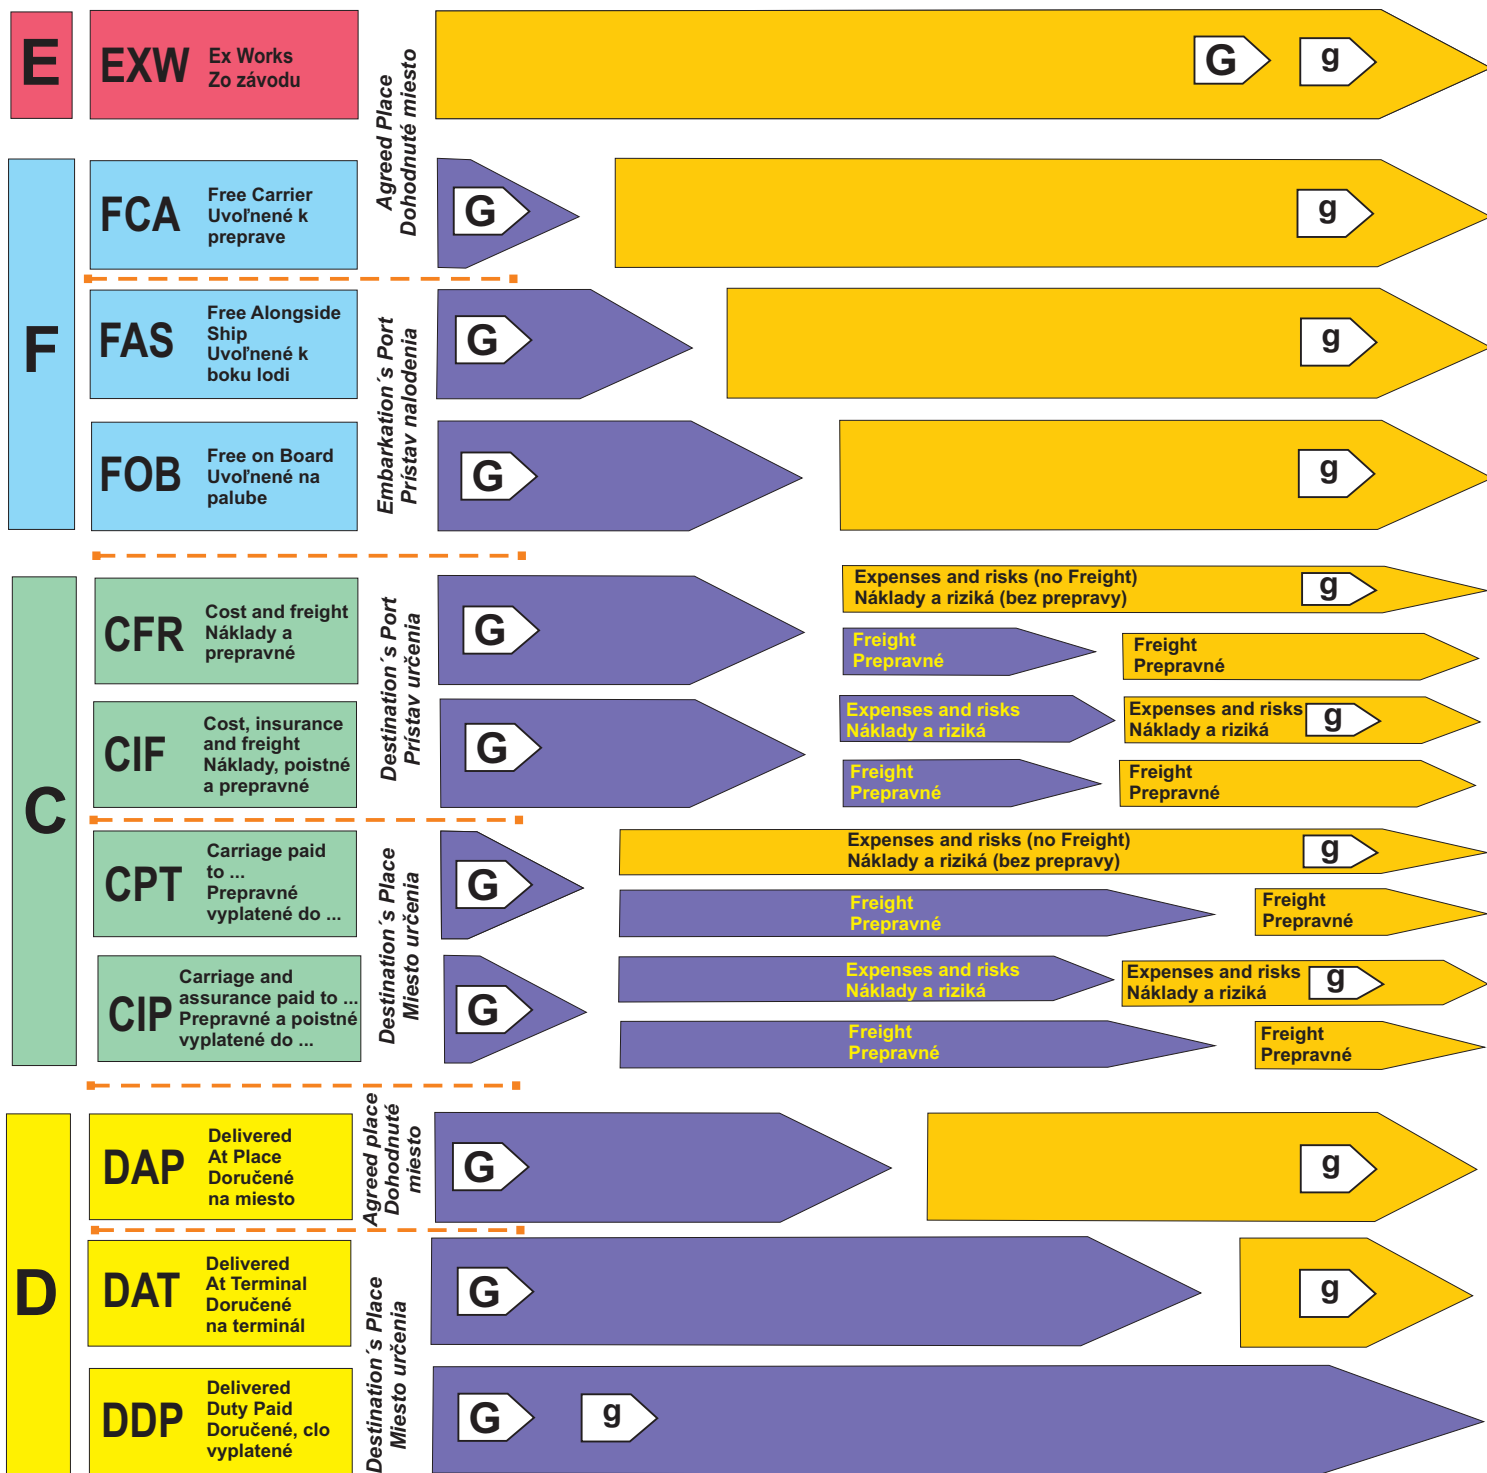 E
EXW
Ex Works
Zo závodu
Agreed Place
Dohodnuté miesto
G
g
F
FCA
Free Carrier
Uvoľnené k
preprave
G
g
FAS
Free Alongside
Ship
Uvoľnené k
boku lodi
Embarkation´s Port
Prístav nalodenia
G
g
FOB
Free on Board
Uvoľnené na
palube
G
g
C
CFR
Cost and freight
Náklady a
prepravné
Destination´s Port
Prístav určenia
G
Expenses and risks (no Freight)
Náklady a riziká (bez prepravy)
g
Freight
Prepravné
Freight
Prepravné
CIF
Cost, insurance
and freight
Náklady, poistné
a prepravné
G
Expenses and risks
Náklady a riziká
Expenses and risks
Náklady a riziká
g
Freight
Prepravné
Freight
Prepravné
CPT
Carriage paid
to ...
Prepravné
vyplatené do ...
Destination´s Place
Miesto určenia
G
Expenses and risks (no Freight)
Náklady a riziká (bez prepravy)
g
Freight
Prepravné
Freight
Prepravné
CIP
Carriage and
assurance paid to ...
Prepravné a poistné
vyplatené do ...
G
Expenses and risks
Náklady a riziká
Expenses and risks
Náklady a riziká
g
Freight
Prepravné
Freight
Prepravné
D
DAP
Delivered
At Place
Doručené
na miesto
Agreed place
Dohodnuté
miesto
G
g
DAT
Delivered
At Terminal
Doručené
na terminál
Destination´s Place
Miesto určenia
G
g
DDP
Delivered
Duty Paid
Doručené, clo
vyplatené
G
g